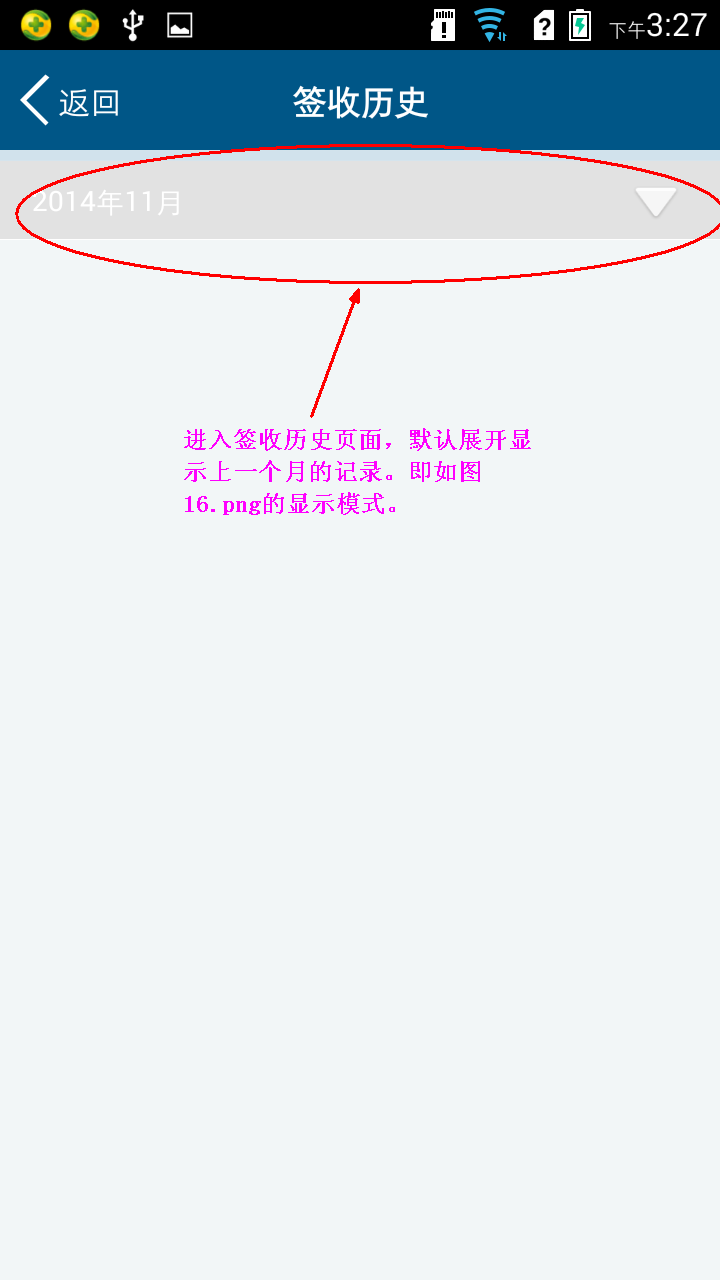 下午3:27
返回
签收历史
2014年11月
进入签收历史页面，默认展开显
示上一个月的记录。即如图
16.png的显示模式。